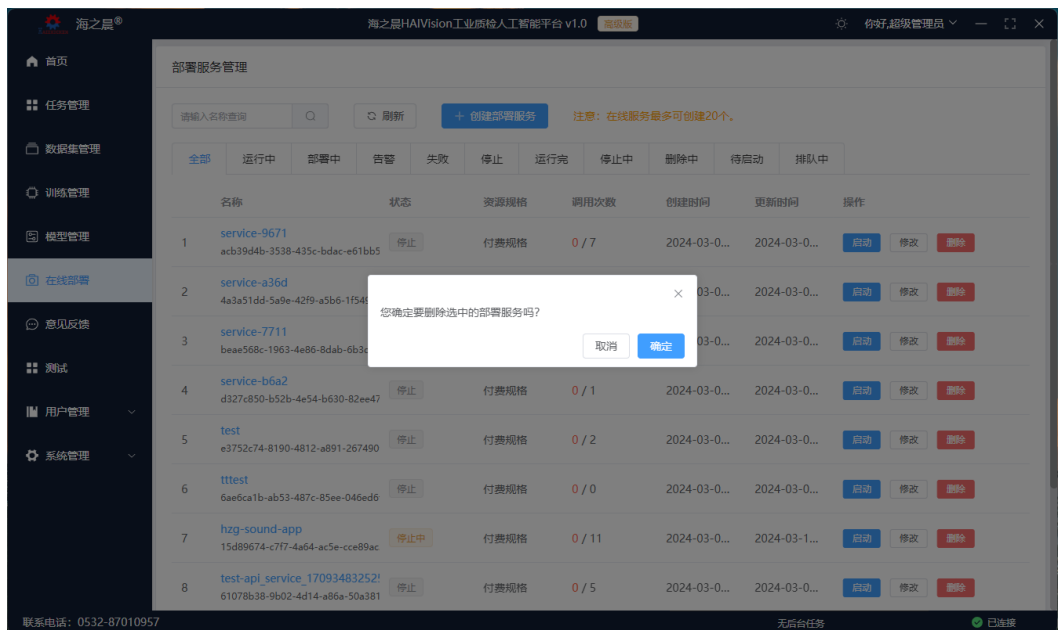 海之晨®
海之晨HAIVision工业质检人工智能平台 v1.0 高级版
你好,超级管理员
首页
任务管理
数据集管理
训练管理
模型管理
在线部署
意见反馈
测试
用户管理
系统管理
部署服务管理
请输入名称查询 刷新 + 创建部署服务 注意：在线服务最多可创建20个。
全部 运行中 部署中 告警 失败 停止 运行完 停止中 删除中 待启动 排队中
名称 状态 资源规格 调用次数 创建时间 更新时间 操作
1 service-9671 停止 付费规格 0 / 7 2024-03-0... 2024-03-0... 启动 修改 删除
acb39d4b-3538-435c-bdac-e61bb5
2 service-a36d 03-0... 2024-03-0... 启动 修改 删除
4a3a51dd-5a9e-42f9-a5b6-1f549
您确定要删除选中的部署服务吗?
取消 确定
3 service-7711 03-0... 2024-03-0... 启动 修改 删除
beae568c-1963-4e86-8dab-6b3c
4 service-b6a2 停止 付费规格 0 / 1 2024-03-0... 2024-03-0... 启动 修改 删除
d327c850-b52b-4e54-b630-82ee47
5 test 停止 付费规格 0 / 2 2024-03-0... 2024-03-0... 启动 修改 删除
e3752c74-8190-4812-a891-267490
6 tttest 停止 付费规格 0 / 0 2024-03-0... 2024-03-0... 启动 修改 删除
6ae6ca1b-ab53-487c-85ee-046ed6
7 hzg-sound-app 停止中 付费规格 0 / 11 2024-03-0... 2024-03-1... 启动 修改 删除
15d89674-c7f7-4a64-ac5e-cce89ac
8 test-api_service_1709348325 停止 付费规格 0 / 5 2024-03-0... 2024-03-0... 启动 修改 删除
61078b38-9b02-4d14-a86a-50a381
联系电话：0532-87010957 无后台任务 已连接